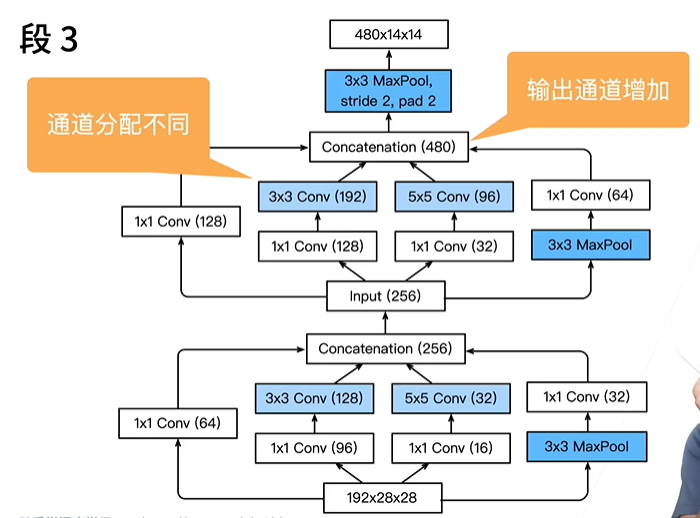 段 3
480x14x14
3x3 MaxPool,
stride 2, pad 2
输出通道增加
通道分配不同
Concatenation (480)
3x3 Conv (192)
5x5 Conv (96)
1x1 Conv (64)
1x1 Conv (128)
1x1 Conv (128)
1x1 Conv (32)
3x3 MaxPool
Input (256)
Concatenation (256)
3x3 Conv (128)
5x5 Conv (32)
1x1 Conv (32)
1x1 Conv (64)
1x1 Conv (96)
1x1 Conv (16)
3x3 MaxPool
192x28x28